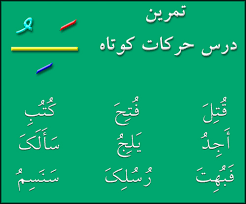 تمرین
درس حرکات کوتاه
قُتِلَ فُتِحَ کُتُبِ
أَجِدُ یَلِجُ سَأَلَکَ
فَبُهِتَ رُسُلِکَ سَنَسِمُ